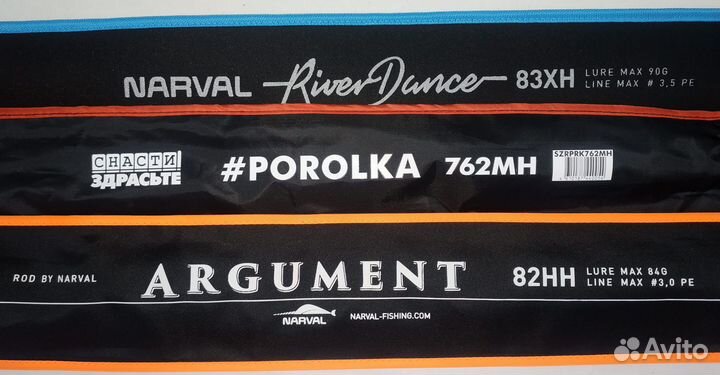 NARVAL RiverDance 83XH LURE MAX 90G
LINE MAX # 3,5 PE
СНАСТИ
ЗДРАСЬТЕ #POROLKA 762MH SZRPRK762MH
ROD BY NARVAL ARGUMENT 82HH LURE MAX 84G
LINE MAX #3,0 PE
NARVAL NARVAL-FISHING.COM
Avito